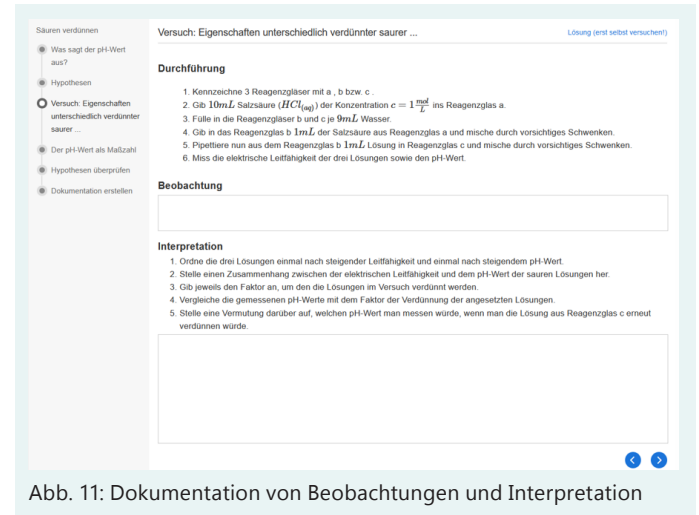 Säuren verdünnen
Was sagt der pH-Wert
aus?
Hypothesen
Versuch: Eigenschaften
unterschiedlich verdünnter
saurer ...
Der pH-Wert als Maßzahl
Hypothesen überprüfen
Dokumentation erstellen
Versuch: Eigenschaften unterschiedlich verdünnter saurer ...
Lösung (erst selbst versuchen!)
Durchführung
1. Kennzeichne 3 Reagenzgläser mit a , b bzw. c .
2. Gib 10mL Salzsäure (HCl(aq)) der Konzentration c = 1 mol/L ins Reagenzglas a.
3. Fülle in die Reagenzgläser b und c je 9mL Wasser.
4. Gib in das Reagenzglas b 1mL der Salzsäure aus Reagenzglas a und mische durch vorsichtiges Schwenken.
5. Pipettiere nun aus dem Reagenzglas b 1mL Lösung in Reagenzglas c und mische durch vorsichtiges Schwenken.
6. Miss die elektrische Leitfähigkeit der drei Lösungen sowie den pH-Wert.
Beobachtung
Interpretation
1. Ordne die drei Lösungen einmal nach steigender Leitfähigkeit und einmal nach steigendem pH-Wert.
2. Stelle einen Zusammenhang zwischen der elektrischen Leitfähigkeit und dem pH-Wert der sauren Lösungen her.
3. Gib jeweils den Faktor an, um den die Lösungen im Versuch verdünnt werden.
4. Vergleiche die gemessenen pH-Werte mit dem Faktor der Verdünnung der angesetzten Lösungen.
5. Stelle eine Vermutung darüber auf, welchen pH-Wert man messen würde, wenn man die Lösung aus Reagenzglas c erneut
verdünnen würde.
Abb. 11: Dokumentation von Beobachtungen und Interpretation